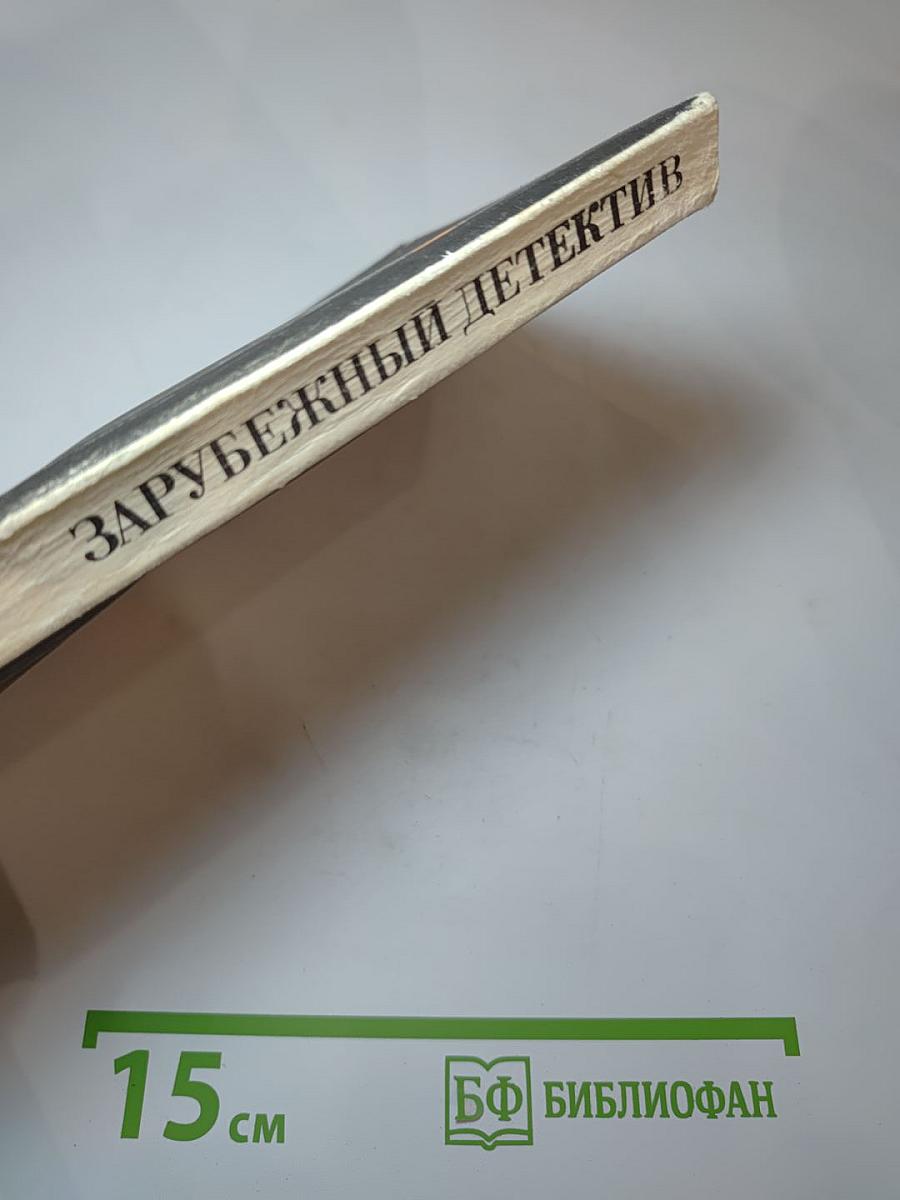 ЗАРУБЕЖНЫЙ ДЕТЕКТИВ
15 см
БФ БИБЛИОФАН